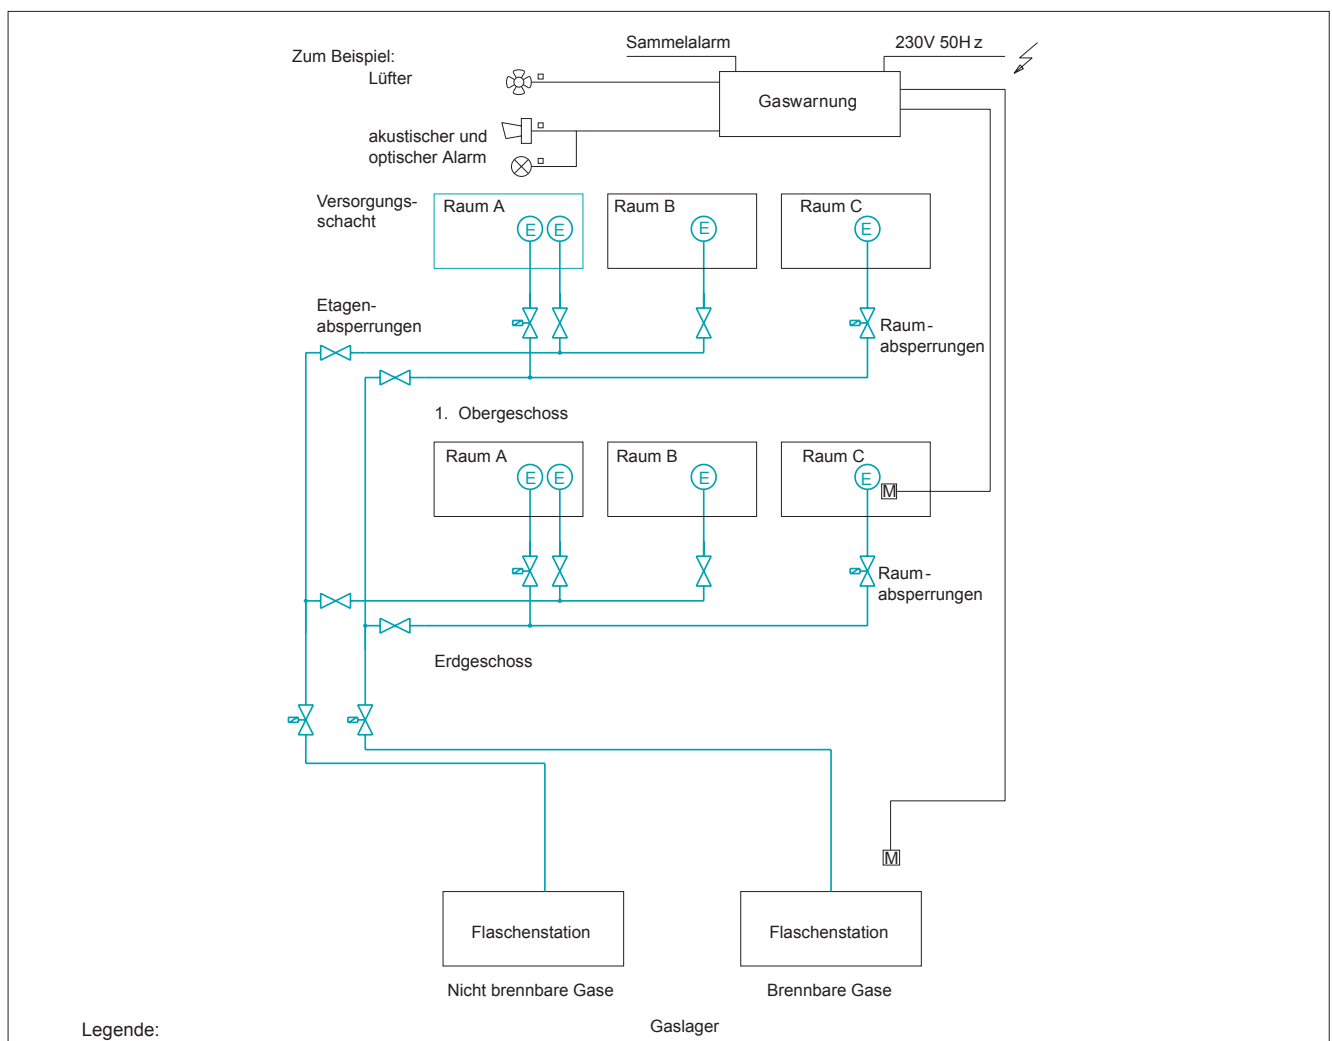 Zum Beispiel:
Lüfter
Sammelalarm
230V 50Hz
Gaswarnung
akustischer und
optischer Alarm
Versorgungs-
schacht
Raum A
Raum B
Raum C
E E E E
Etagen-
absperrungen
Raum-
absperrungen
1. Obergeschoss
Raum A
Raum B
Raum C
E E E E
M
Raum-
absperrungen
Erdgeschoss
M
Flaschenstation
Flaschenstation
Nicht brennbare Gase
Brennbare Gase
Gaslager
Legende: